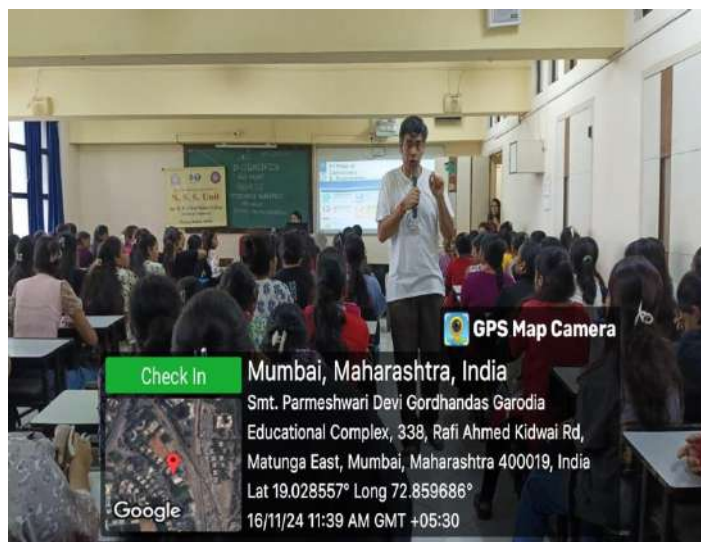 N. S. S. Unit
GPS Map Camera
Check In
Mumbai, Maharashtra, India
Smt. Parmeshwari Devi Gordhandas Garodia
Educational Complex, 338, Rafi Ahmed Kidwai Rd,
Matunga East, Mumbai, Maharashtra 400019, India
Lat 19.028557° Long 72.859686°
16/11/24 11:39 AM GMT +05:30
Google